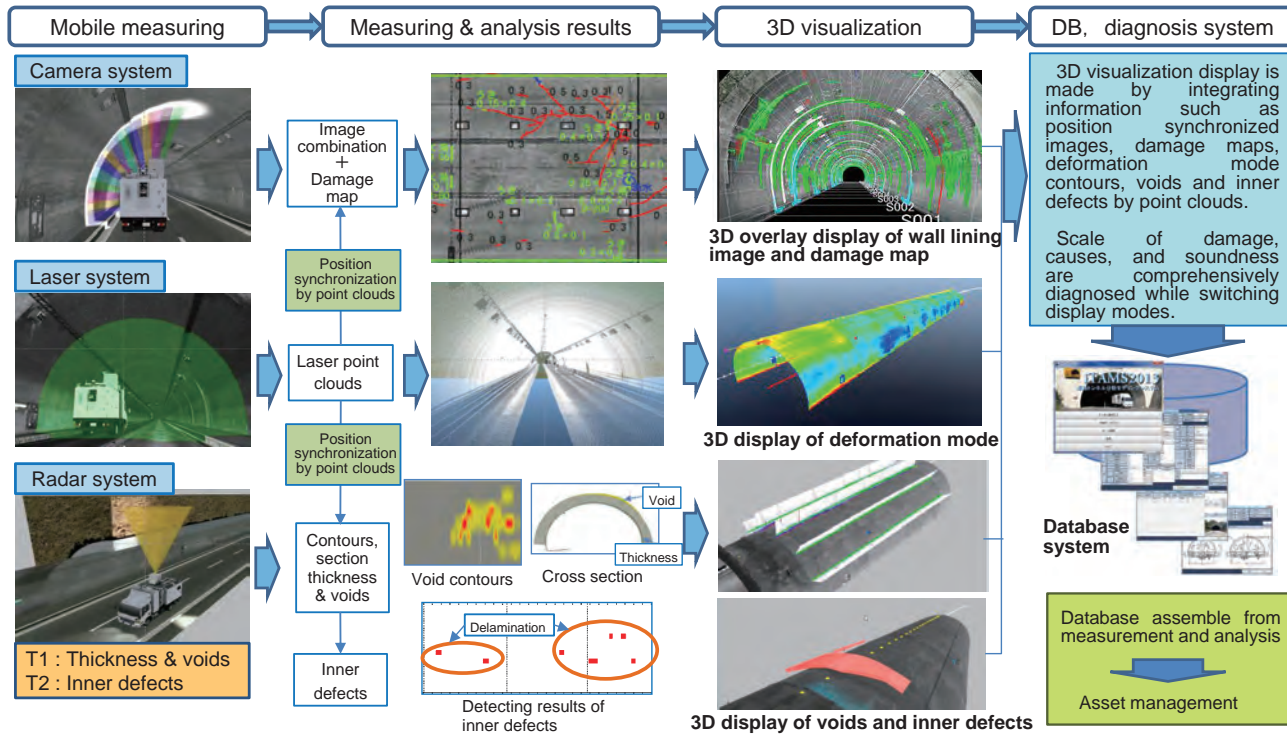 Mobile measuring
Measuring & analysis results
3D visualization
DB, diagnosis system
Camera system
Image
combination
+
Damage
map
S002
S001
3D overlay display of wall lining
image and damage map
Position
synchronization
by point clouds
Laser system
Laser point
clouds
3D display of deformation mode
Position
synchronization
by point clouds
Radar system
T1 : Thickness & voids
T2 : Inner defects
Contours,
section
thickness
& voids
Inner
defects
Void contours
Void
Thickness
Cross section
Delamination
Detecting results of
inner defects
3D display of voids and inner defects
3D visualization display is
made by integrating
information such as
position synchronized
images, damage maps,
deformation mode
contours, voids and inner
defects by point clouds.
Scale of damage,
causes, and soundness
are comprehensively
diagnosed while switching
display modes.
iTAMS2015
Database
system
Database assemble from
measurement and analysis
Asset management